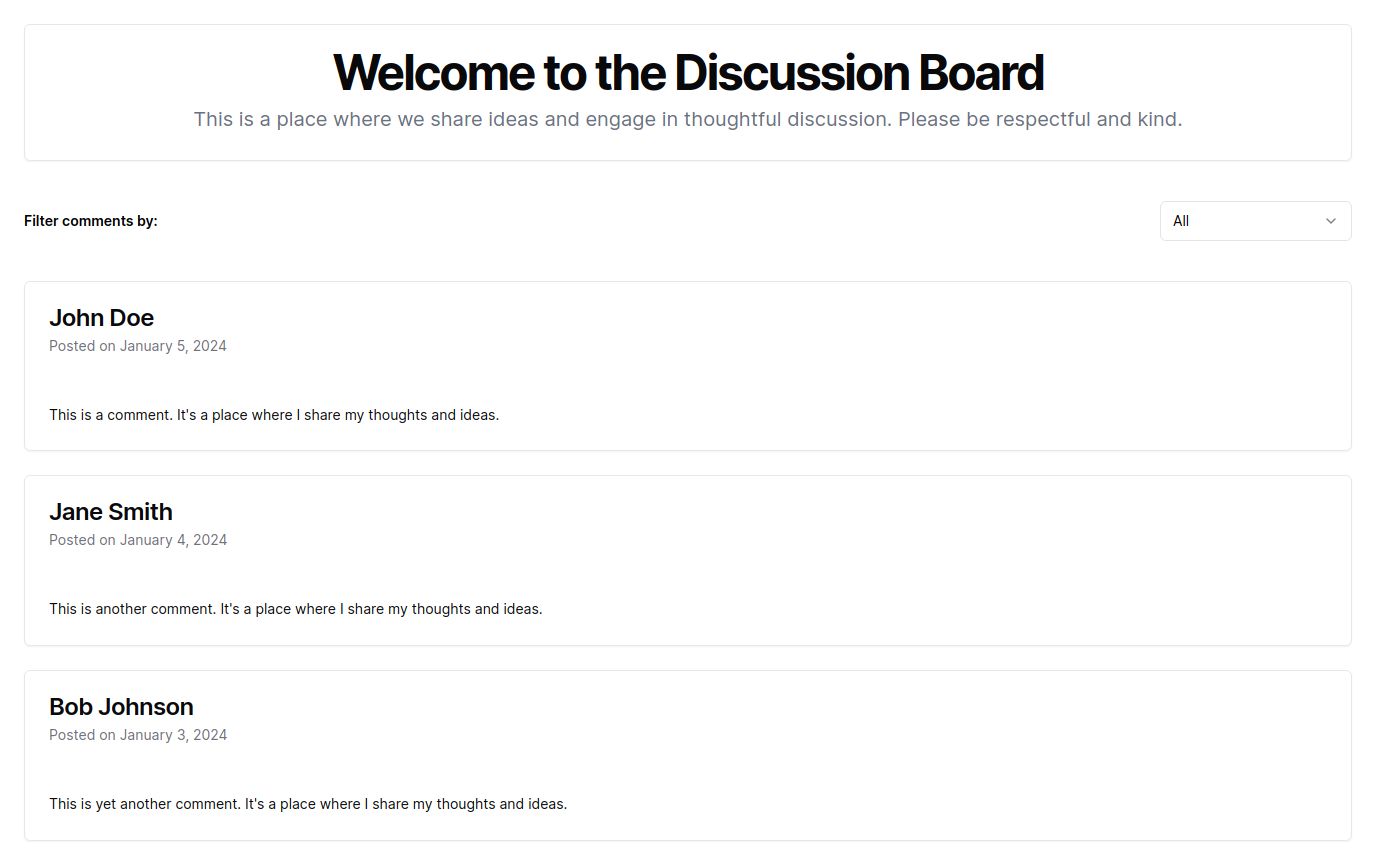 Welcome to the Discussion Board
This is a place where we share ideas and engage in thoughtful discussion. Please be respectful and kind.
Filter comments by:
All
John Doe
Posted on January 5, 2024
This is a comment. It's a place where I share my thoughts and ideas.
Jane Smith
Posted on January 4, 2024
This is another comment. It's a place where I share my thoughts and ideas.
Bob Johnson
Posted on January 3, 2024
This is yet another comment. It's a place where I share my thoughts and ideas.